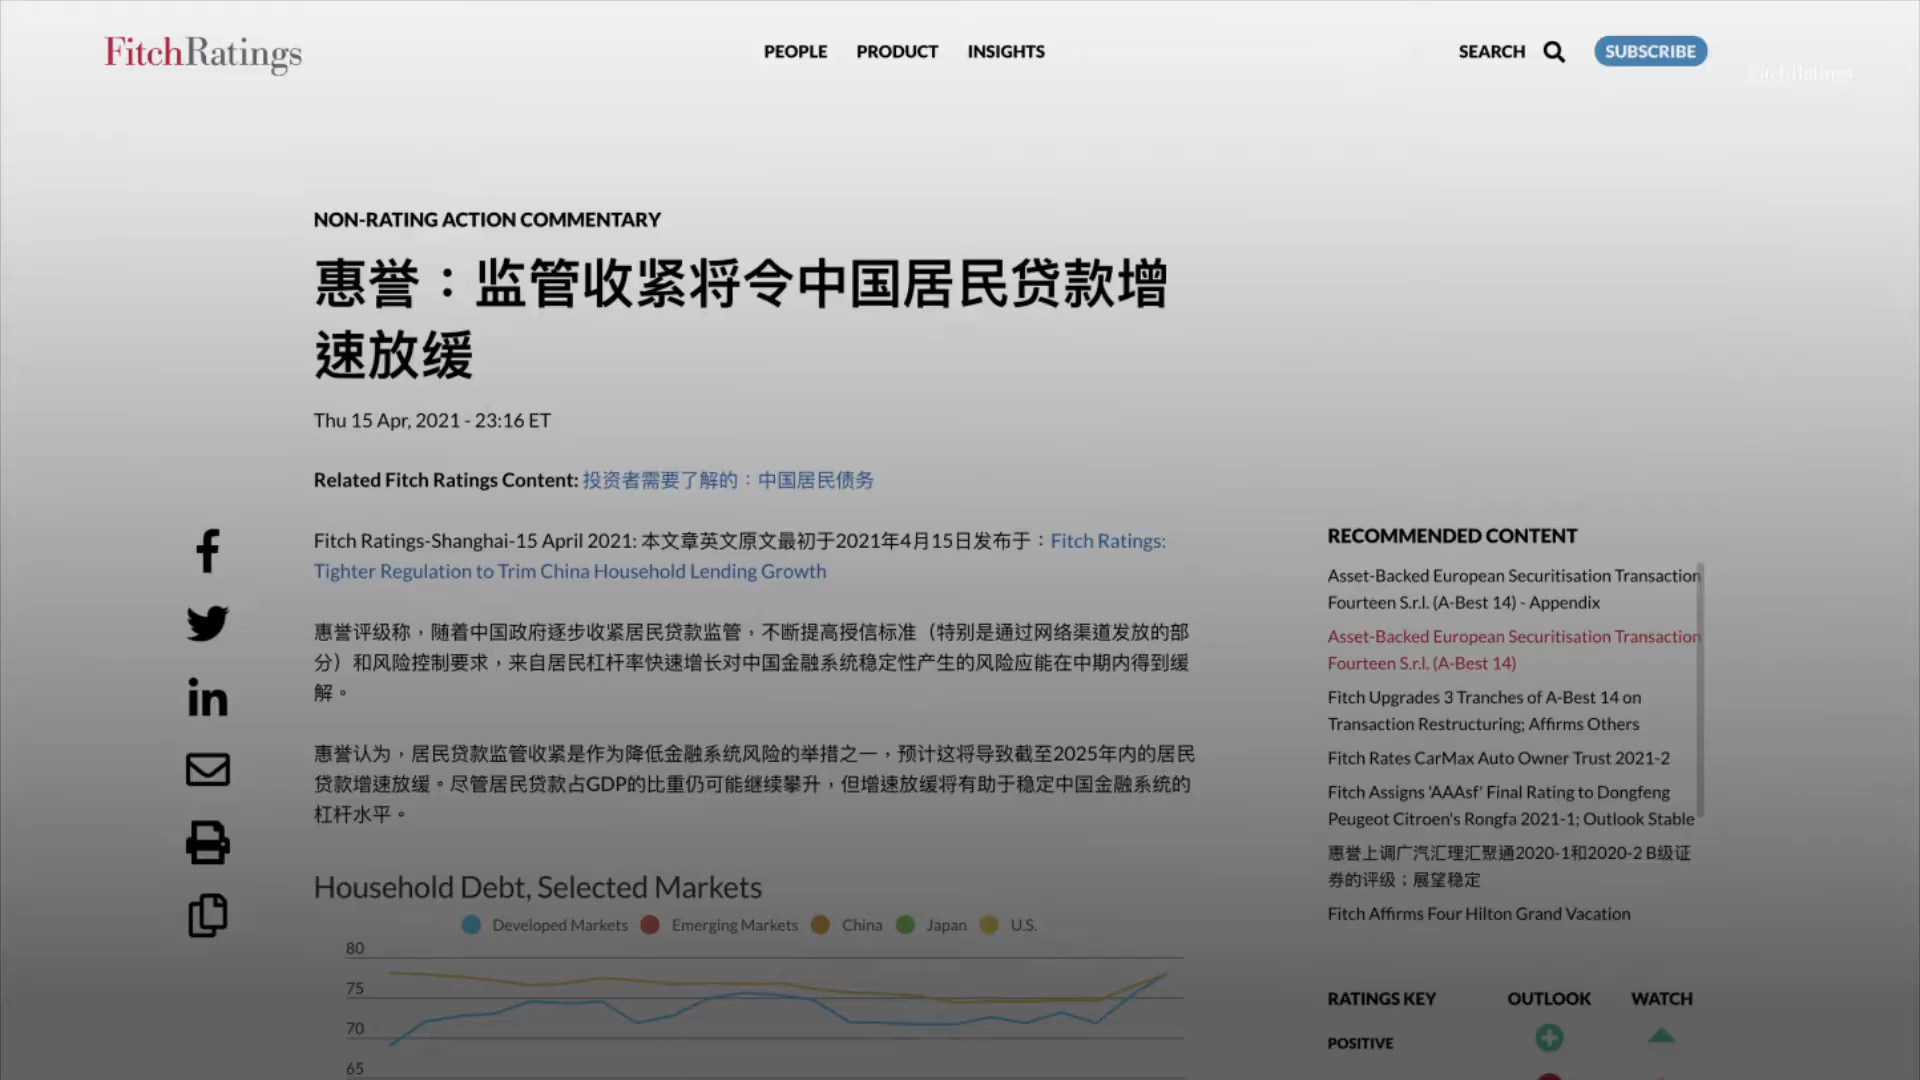 FitchRatings
PEOPLE PRODUCT INSIGHTS
SEARCH SUBSCRIBE
FitchRatings
NON-RATING ACTION COMMENTARY
惠誉：监管收紧将令中国居民贷款增
速放缓
Thu 15 Apr, 2021 - 23:16 ET
Related Fitch Ratings Content: 投资者需要了解的：中国居民债务
Fitch Ratings-Shanghai-15 April 2021: 本文章英文原文最初于2021年4月15日发布于：Fitch Ratings:
Tighter Regulation to Trim China Household Lending Growth
惠誉评级称，随着中国政府逐步收紧居民贷款监管，不断提高授信标准（特别是通过网络渠道发放的部
分）和风险控制要求，来自居民杠杆率快速增长对中国金融系统稳定性产生的风险应能在中期内得到缓
解。
惠誉认为，居民贷款监管收紧是作为降低金融系统风险的举措之一，预计这将导致截至2025年内的居民
贷款增速放缓。尽管居民贷款占GDP的比重仍可能继续攀升，但增速放缓将有助于稳定中国金融系统的
杠杆水平。
Household Debt, Selected Markets
Developed Markets Emerging Markets China Japan U.S.
80
75
70
65
RECOMMENDED CONTENT
Asset-Backed European Securitisation Transaction
Fourteen S.r.l. (A-Best 14) - Appendix
Asset-Backed European Securitisation Transaction
Fourteen S.r.l. (A-Best 14)
Fitch Upgrades 3 Tranches of A-Best 14 on
Transaction Restructuring; Affirms Others
Fitch Rates CarMax Auto Owner Trust 2021-2
Fitch Assigns 'AAAsf' Final Rating to Dongfeng
Peugeot Citroen's Rongfa 2021-1; Outlook Stable
惠誉上调广汽汇理汇聚通2020-1和2020-2 B级证
券的评级；展望稳定
Fitch Affirms Four Hilton Grand Vacation
RATINGS KEY OUTLOOK WATCH
POSITIVE